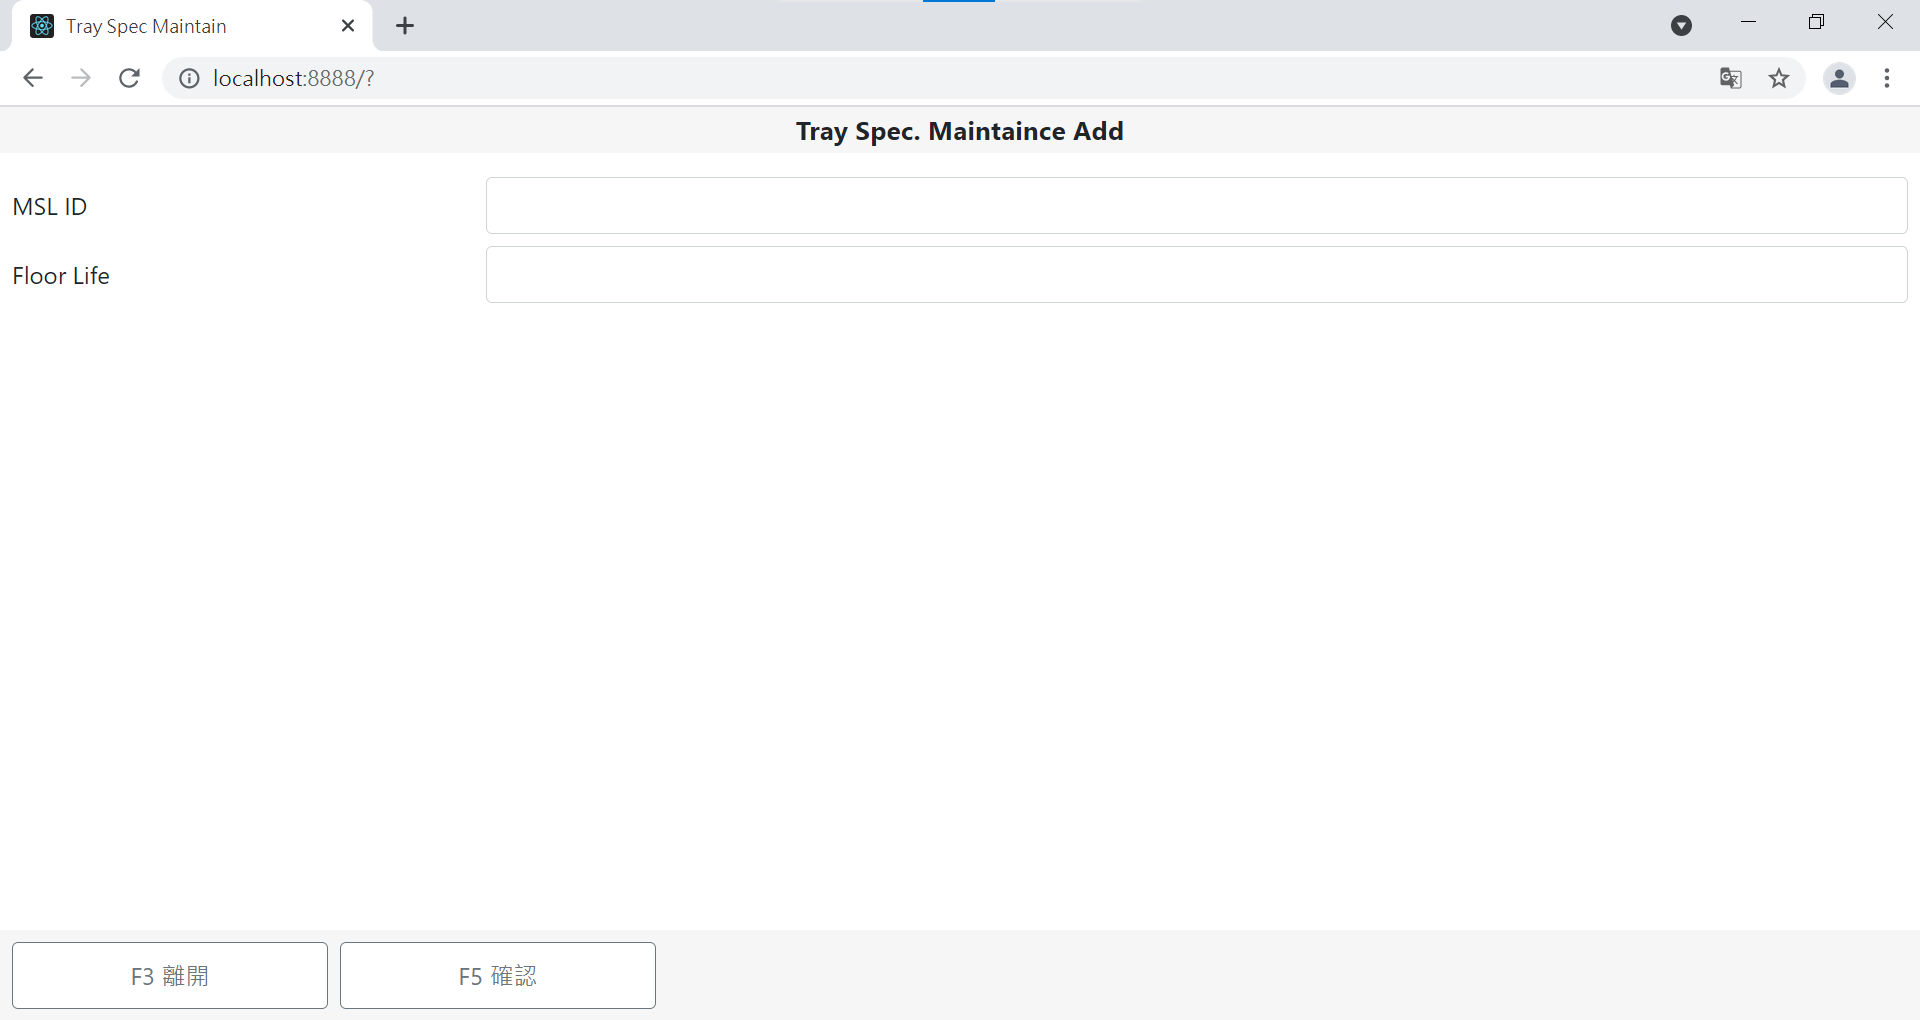 Tray Spec Maintain
localhost:8888/?
Tray Spec. Maintaince Add
MSL ID
Floor Life
F3 離開
F5 確認